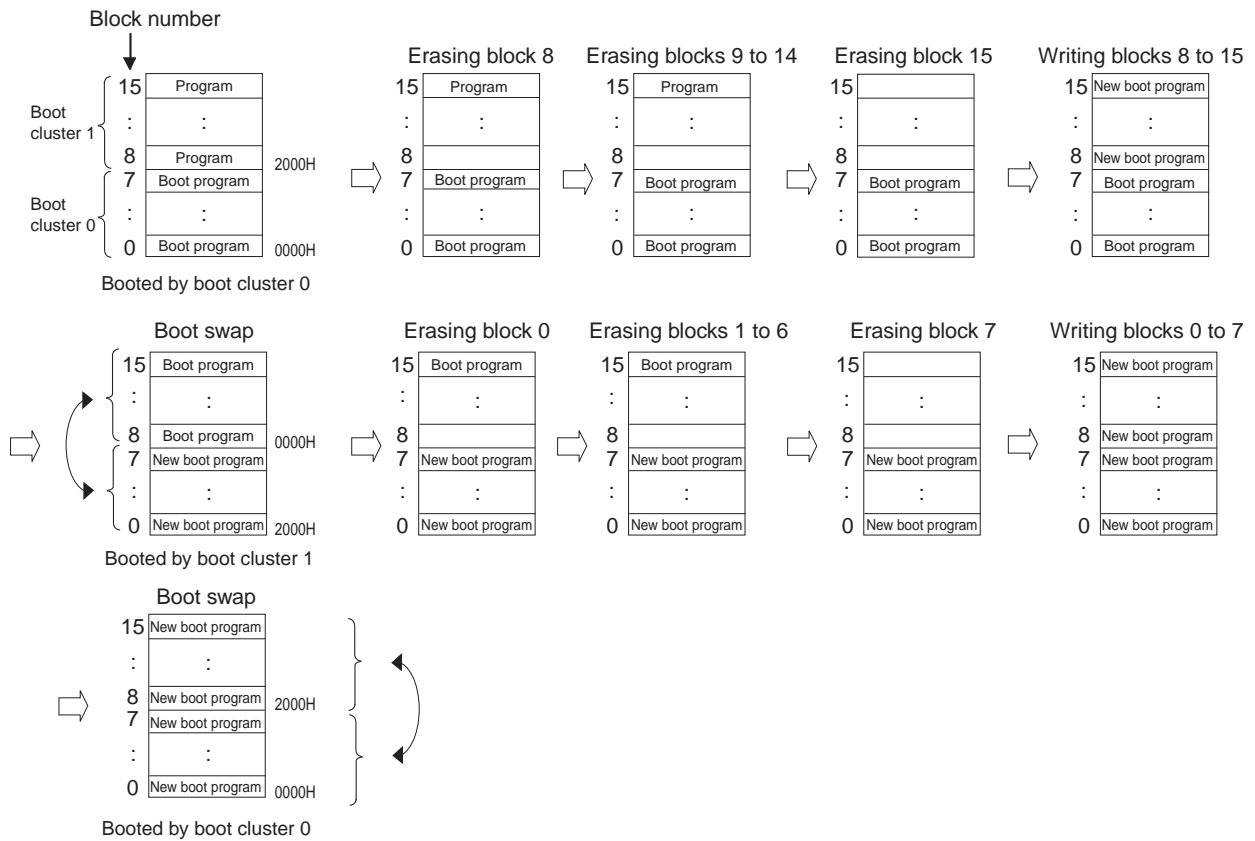 Block number
Erasing block 8
Erasing blocks 9 to 14
Erasing block 15
Writing blocks 8 to 15
Boot
cluster 1
Boot
cluster 0
15 Program
: :
8 Program 2000H
7 Boot program
: :
0 Boot program 0000H
Booted by boot cluster 0
15 Program
: :
8
7 Boot program
: :
0 Boot program
15 Program
: :
8
7 Boot program
: :
0 Boot program
15
: :
8
7 Boot program
: :
0 Boot program
15 New boot program
: :
8 New boot program
7 Boot program
: :
0 Boot program
Boot swap
Erasing block 0
Erasing blocks 1 to 6
Erasing block 7
Writing blocks 0 to 7
15 Boot program
: :
8 Boot program 0000H
7 New boot program
: :
0 New boot program 2000H
Booted by boot cluster 1
15 Boot program
: :
8
7 New boot program
: :
0 New boot program
15 Boot program
: :
8
7 New boot program
: :
0 New boot program
15
: :
8
7 New boot program
: :
0 New boot program
15 New boot program
: :
8 New boot program
7 New boot program
: :
0 New boot program
Boot swap
15 New boot program
: :
8 New boot program 2000H
7 New boot program
: :
0 New boot program 0000H
Booted by boot cluster 0